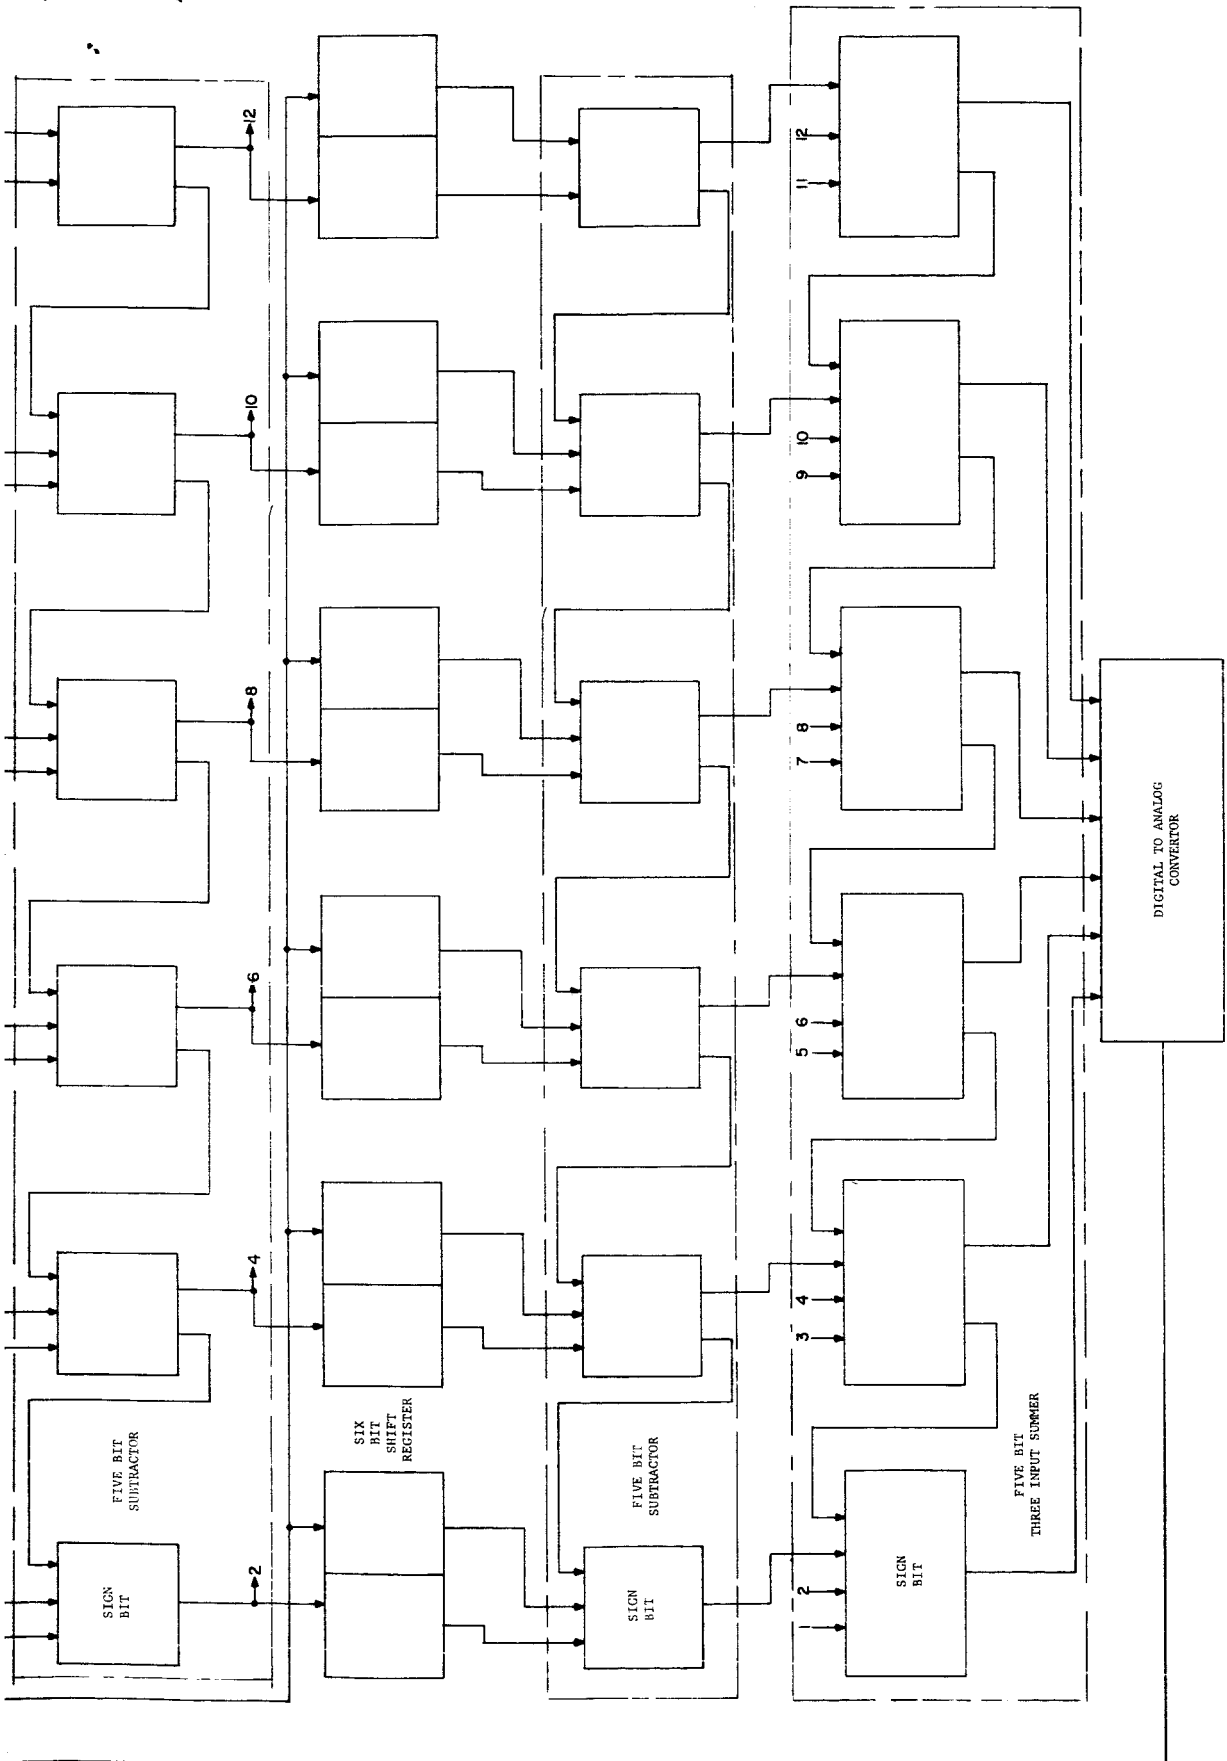 12
10
8
6
4
2
FIVE BIT
SUBTRACTOR
SIGN
BIT
SIX
BIT
SHIFT
REGISTER
FIVE BIT
SUBTRACTOR
SIGN
BIT
12
11
10
9
8
7
6
5
4
3
2
1
SIGN
BIT
FIVE BIT
THREE INPUT SUMMER
DIGITAL TO ANALOG
CONVERTOR